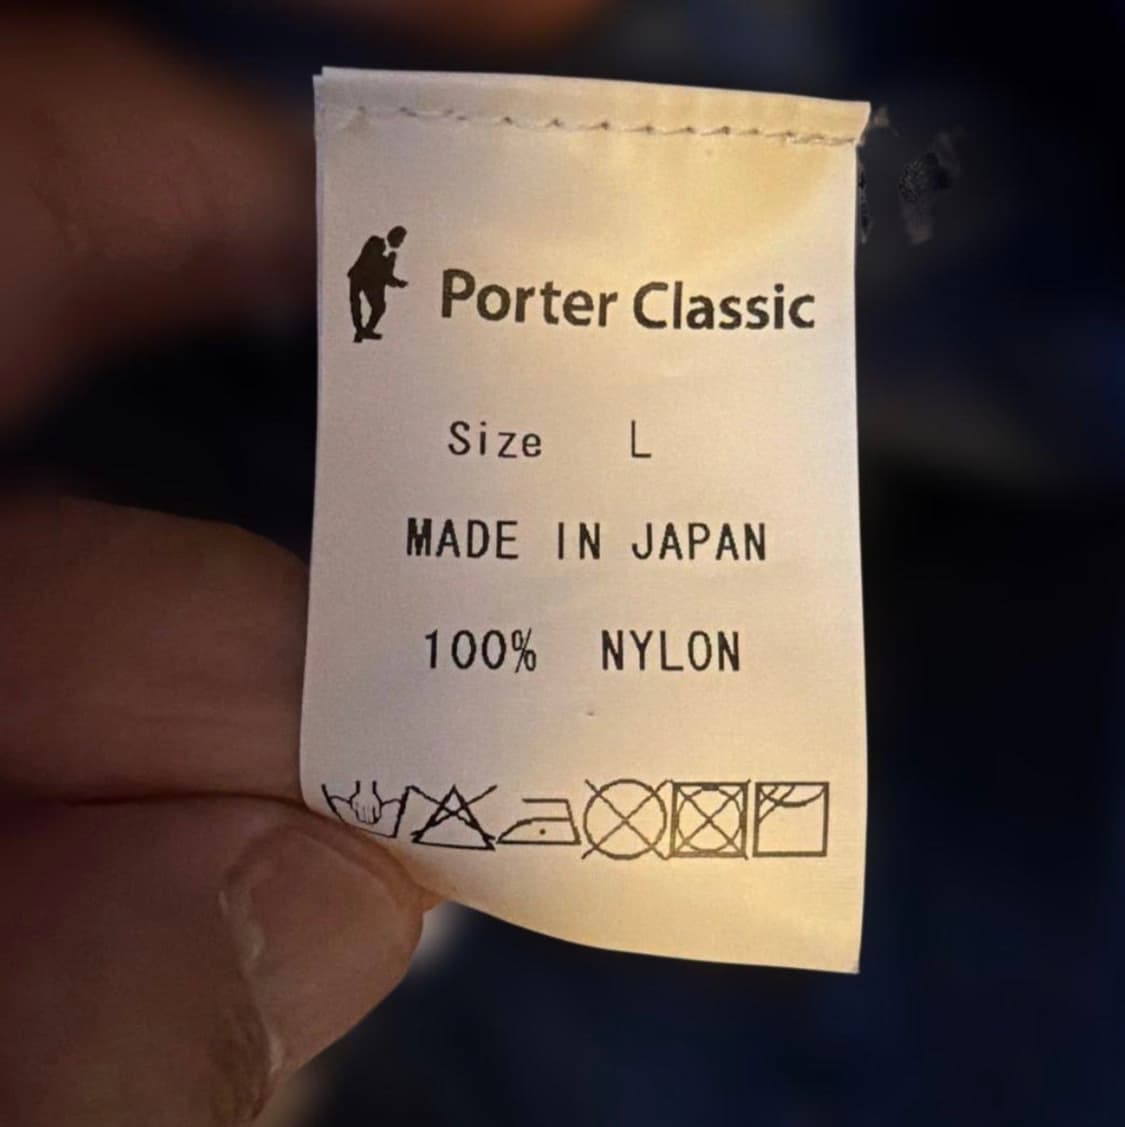 Porter Classic
Size L
MADE IN JAPAN
100% NYLON